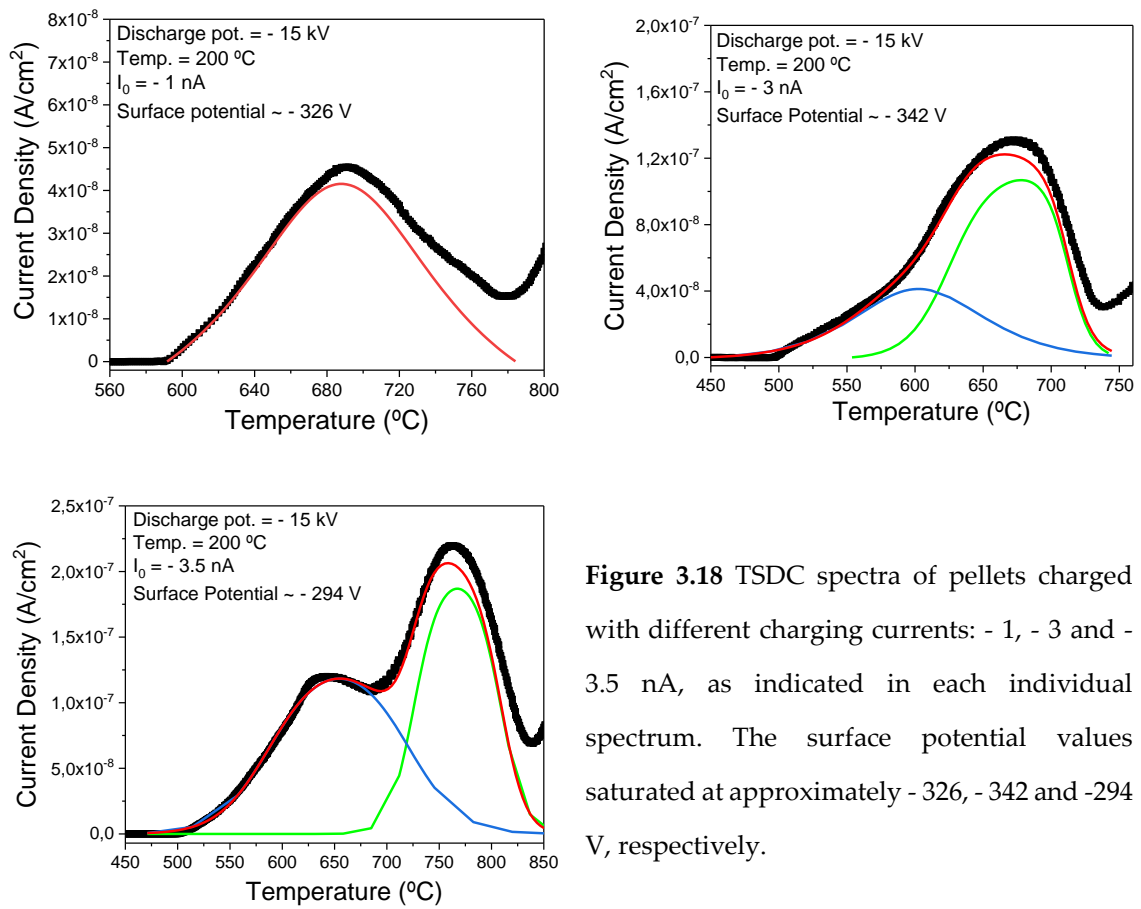 8x10-8
7x10-8
6x10-8
5x10-8
4x10-8
3x10-8
2x10-8
1x10-8
0
Current Density (A/cm2)
Discharge pot. = - 15 kV
Temp. = 200 ºC
I0 = - 1 nA
Surface potential ~ - 326 V
560 600 640 680 720 760 800
Temperature (ºC)
2,0x10-7
1,6x10-7
1,2x10-7
8,0x10-8
4,0x10-8
0,0
Current Density (A/cm2)
Discharge pot. = - 15 kV
Temp. = 200 ºC
I0 = - 3 nA
Surface Potential ~ - 342 V
450 500 550 600 650 700 750
Temperature (ºC)
2,5x10-7
2,0x10-7
1,5x10-7
1,0x10-7
5,0x10-8
0,0
Current Density (A/cm2)
Discharge pot. = - 15 kV
Temp. = 200 ºC
I0 = - 3.5 nA
Surface Potential ~ - 294 V
450 500 550 600 650 700 750 800 850
Temperature (ºC)
Figure 3.18 TSDC spectra of pellets charged
with different charging currents: - 1, - 3 and -
3.5 nA, as indicated in each individual
spectrum. The surface potential values
saturated at approximately - 326, - 342 and -294
V, respectively.